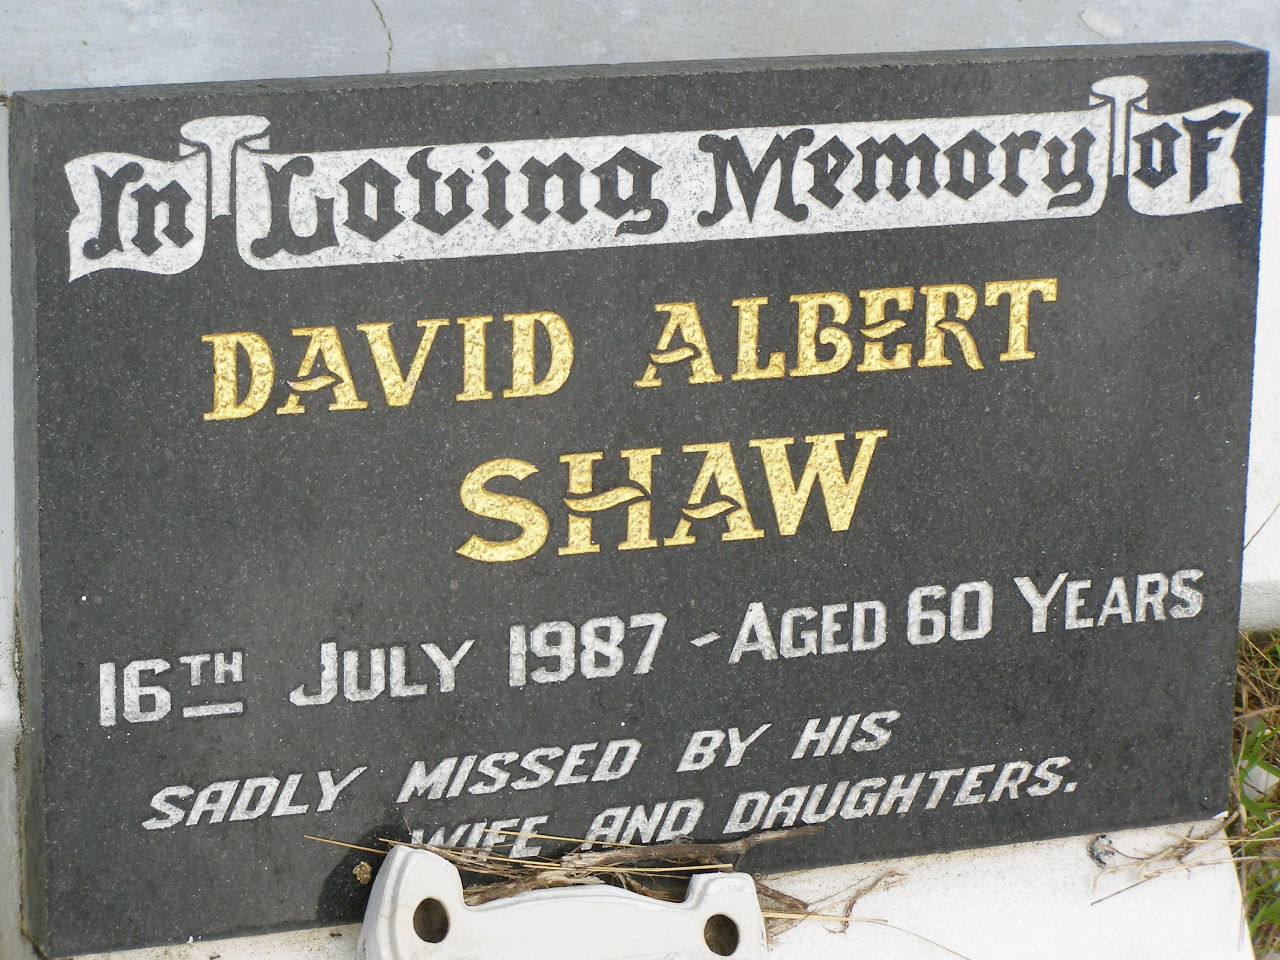 In Loving Memory of
DAVID ALBERT
SHAW
16TH JULY 1987 - AGED 60 YEARS
SADLY MISSED BY HIS
WIFE AND DAUGHTERS.